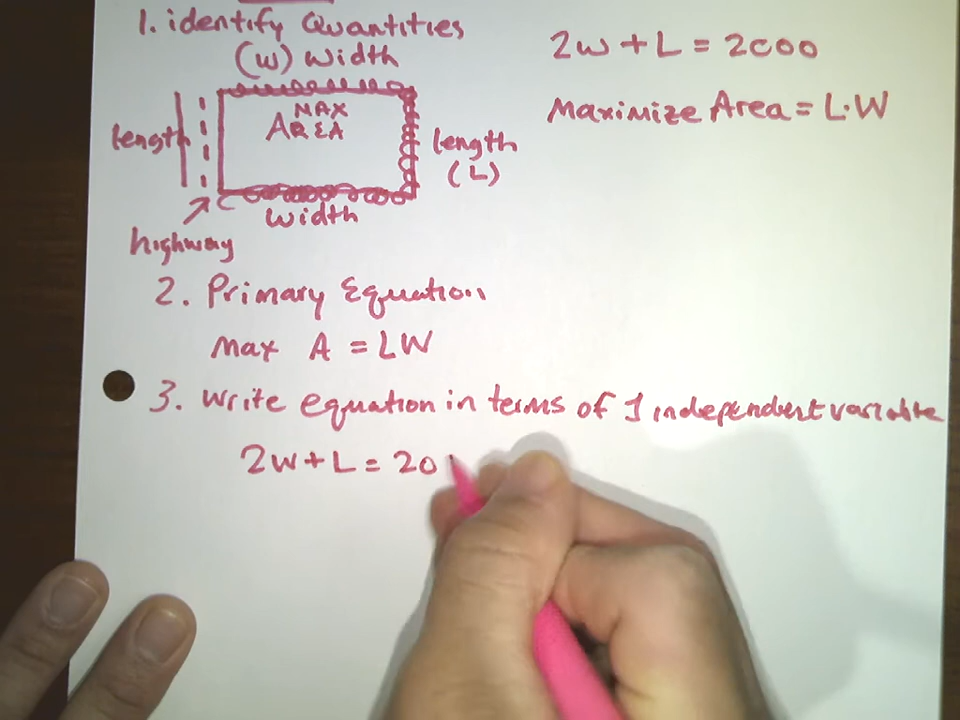 1. identify Quantities
(w) width
2w + L = 2000
Maximize Area = L·W
MAX
AREA
length
length
(L)
width
highway
2. Primary Equation
Max A = LW
3. Write equation in terms of 1 independent variable
2w + L = 20